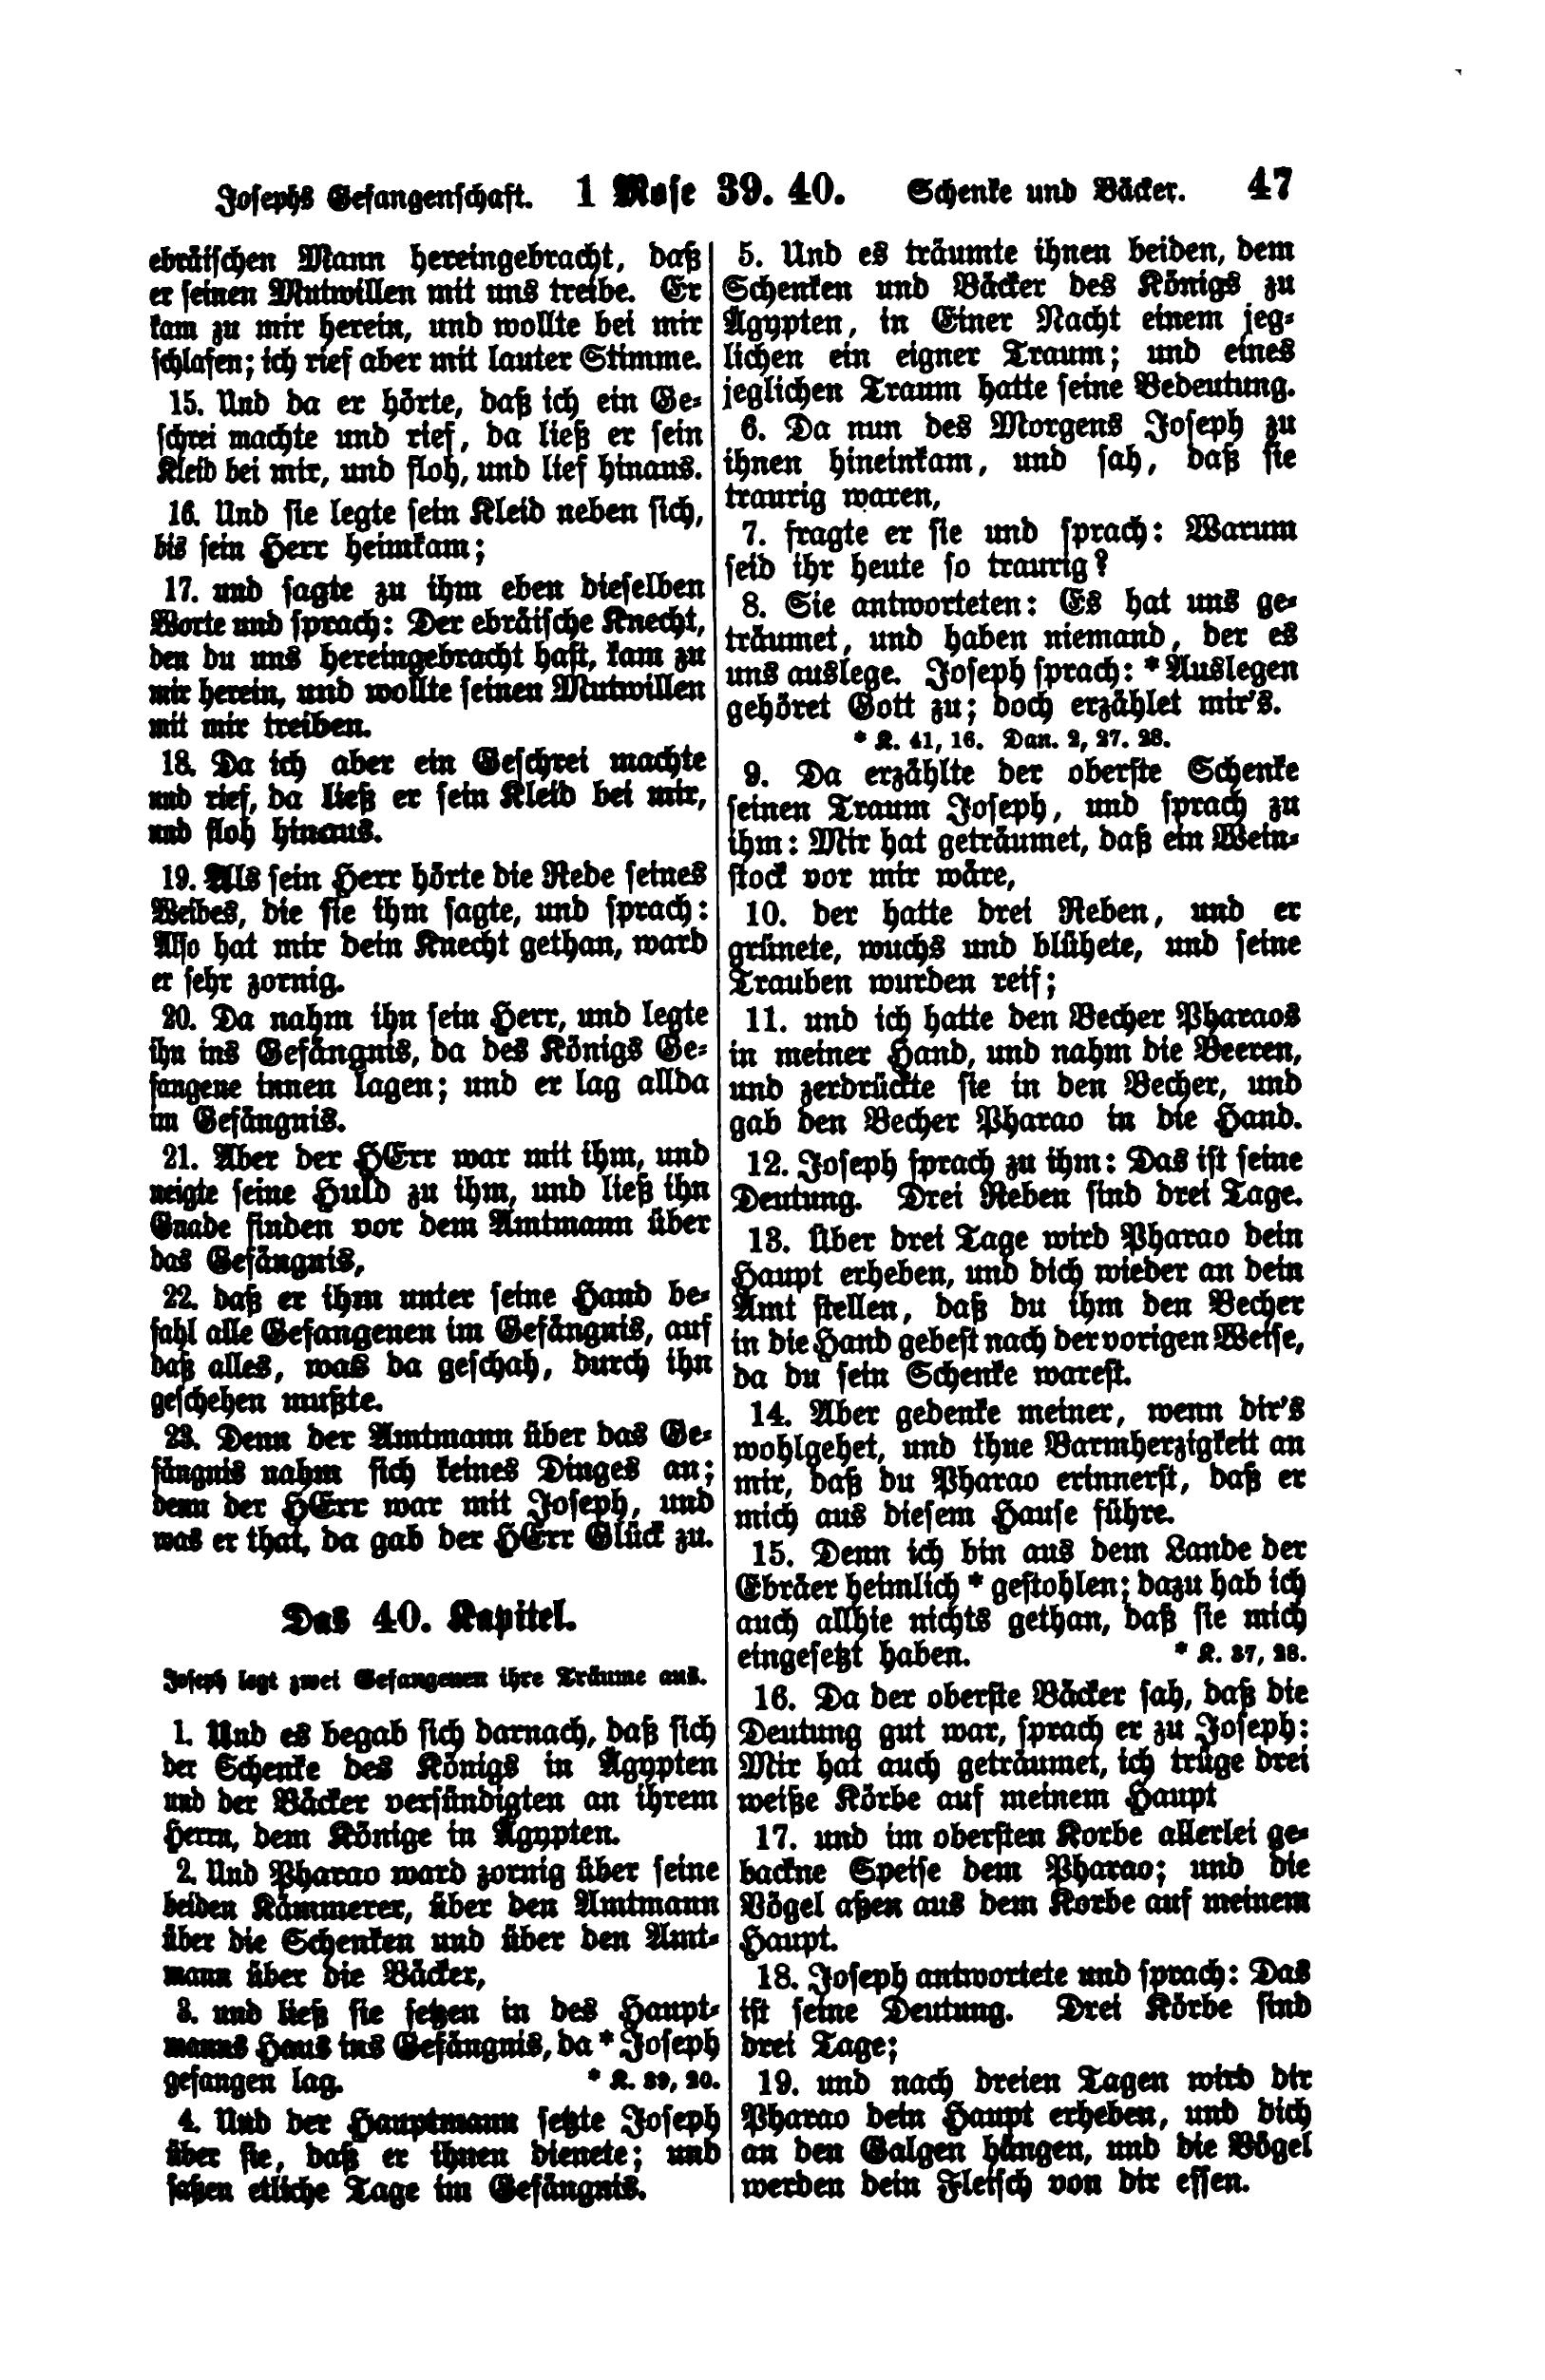 Josephs Gefangenschaft. 1 Mose 39. 40. Schenke und Bäcker. 47
ebräischen Mann hereingebracht, daß
er seinen Mutwillen mit uns treibe. Er
kam zu mir herein, und wollte bei mir
schlafen; ich rief aber mit lauter Stimme.
15. Und da er hörte, daß ich ein Ge-
schrei machte und rief, da ließ er sein
Kleid bei mir, und floh, und lief hinaus.
16. Und sie legte sein Kleid neben sich,
bis sein Herr heimkam;
17. und sagte zu ihm eben dieselben
Worte und sprach: Der ebräische Knecht,
den du uns hereingebracht hast, kam zu
mir herein, und wollte seinen Mutwillen
mit mir treiben.
18. Da ich aber ein Geschrei machte
und rief, da ließ er sein Kleid bei mir,
und floh hinaus.
19. Als sein Herr hörte die Rede seines
Weibes, die sie ihm sagte, und sprach:
Also hat mir dein Knecht gethan, ward
er sehr zornig.
20. Da nahm ihn sein Herr, und legte
ihn ins Gefängnis, da des Königs Ge-
fangene innen lagen; und er lag allda
im Gefängnis.
21. Aber der HErr war mit ihm, und
neigte seine Huld zu ihm, und ließ ihn
Gnade finden vor dem Amtmann über
das Gefängnis,
22. daß er ihm unter seine Hand be-
fahl alle Gefangenen im Gefängnis, auf
daß alles, was da geschah, durch ihn
geschehen mußte.
23. Denn der Amtmann über das Ge-
fängnis nahm sich keines Dinges an;
denn der HErr war mit Joseph, und
was er that, da gab der HErr Glück zu.
Das 40. Kapitel.
Joseph legt zwei Gefangenen ihre Träume aus.
1. Und es begab sich darnach, daß sich
der Schenke des Königs in Ägypten
und der Bäcker versündigten an ihrem
Herrn, dem Könige in Ägypten.
2. Und Pharao ward zornig über seine
beiden Kämmerer, über den Amtmann
über die Schenken und über den Amt-
mann über die Bäcker,
3. und ließ sie setzen in des Haupt-
manns Haus ins Gefängnis, da * Joseph
gefangen lag. * K. 39, 20.
4. Und der Hauptmann setzte Joseph
über sie, daß er ihnen dienete; und
saßen etliche Tage im Gefängnis.
5. Und es träumte ihnen beiden, dem
Schenken und Bäcker des Königs zu
Ägypten, in Einer Nacht einem jeg-
lichen ein eigner Traum; und eines
jeglichen Traum hatte seine Bedeutung.
6. Da nun des Morgens Joseph zu
ihnen hineinkam, und sah, daß sie
traurig waren,
7. fragte er sie und sprach: Warum
seid ihr heute so traurig?
8. Sie antworteten: Es hat uns ge-
träumet, und haben niemand, der es
uns auslege. Joseph sprach: * Auslegen
gehöret Gott zu; doch erzählet mir's.
* K. 41, 16. Dan. 2, 27. 28.
9. Da erzählte der oberste Schenke
seinen Traum Joseph, und sprach zu
ihm: Mir hat geträumet, daß ein Wein-
stock vor mir wäre,
10. der hatte drei Reben, und er
grünete, wuchs und blühete, und seine
Trauben wurden reif;
11. und ich hatte den Becher Pharaos
in meiner Hand, und nahm die Beeren,
und zerdrückte sie in den Becher, und
gab den Becher Pharao in die Hand.
12. Joseph sprach zu ihm: Das ist seine
Deutung. Drei Reben sind drei Tage.
13. Über drei Tage wird Pharao dein
Haupt erheben, und dich wieder an dein
Amt stellen, daß du ihm den Becher
in die Hand gebest nach der vorigen Weise,
da du sein Schenke warest.
14. Aber gedenke meiner, wenn dir's
wohlgehet, und thue Barmherzigkeit an
mir, daß du Pharao erinnerst, daß er
mich aus diesem Hause führe.
15. Denn ich bin aus dem Lande der
Ebräer heimlich * gestohlen; dazu hab ich
auch allhie nichts gethan, daß sie mich
eingesetzt haben. * K. 37, 28.
16. Da der oberste Bäcker sah, daß die
Deutung gut war, sprach er zu Joseph:
Mir hat auch geträumet, ich trüge drei
weiße Körbe auf meinem Haupt
17. und im obersten Korbe allerlei ge-
backne Speise dem Pharao; und die
Vögel aßen aus dem Korbe auf meinem
Haupt.
18. Joseph antwortete und sprach: Das
ist seine Deutung. Drei Körbe sind
drei Tage;
19. und nach dreien Tagen wird dir
Pharao dein Haupt erheben, und dich
an den Galgen hängen, und die Vögel
werden dein Fleisch von dir essen.